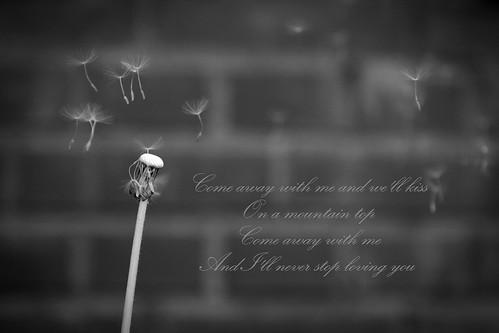 Come away with me and we'll kiss
On a mountain top
Come away with me
And I'll never stop loving you